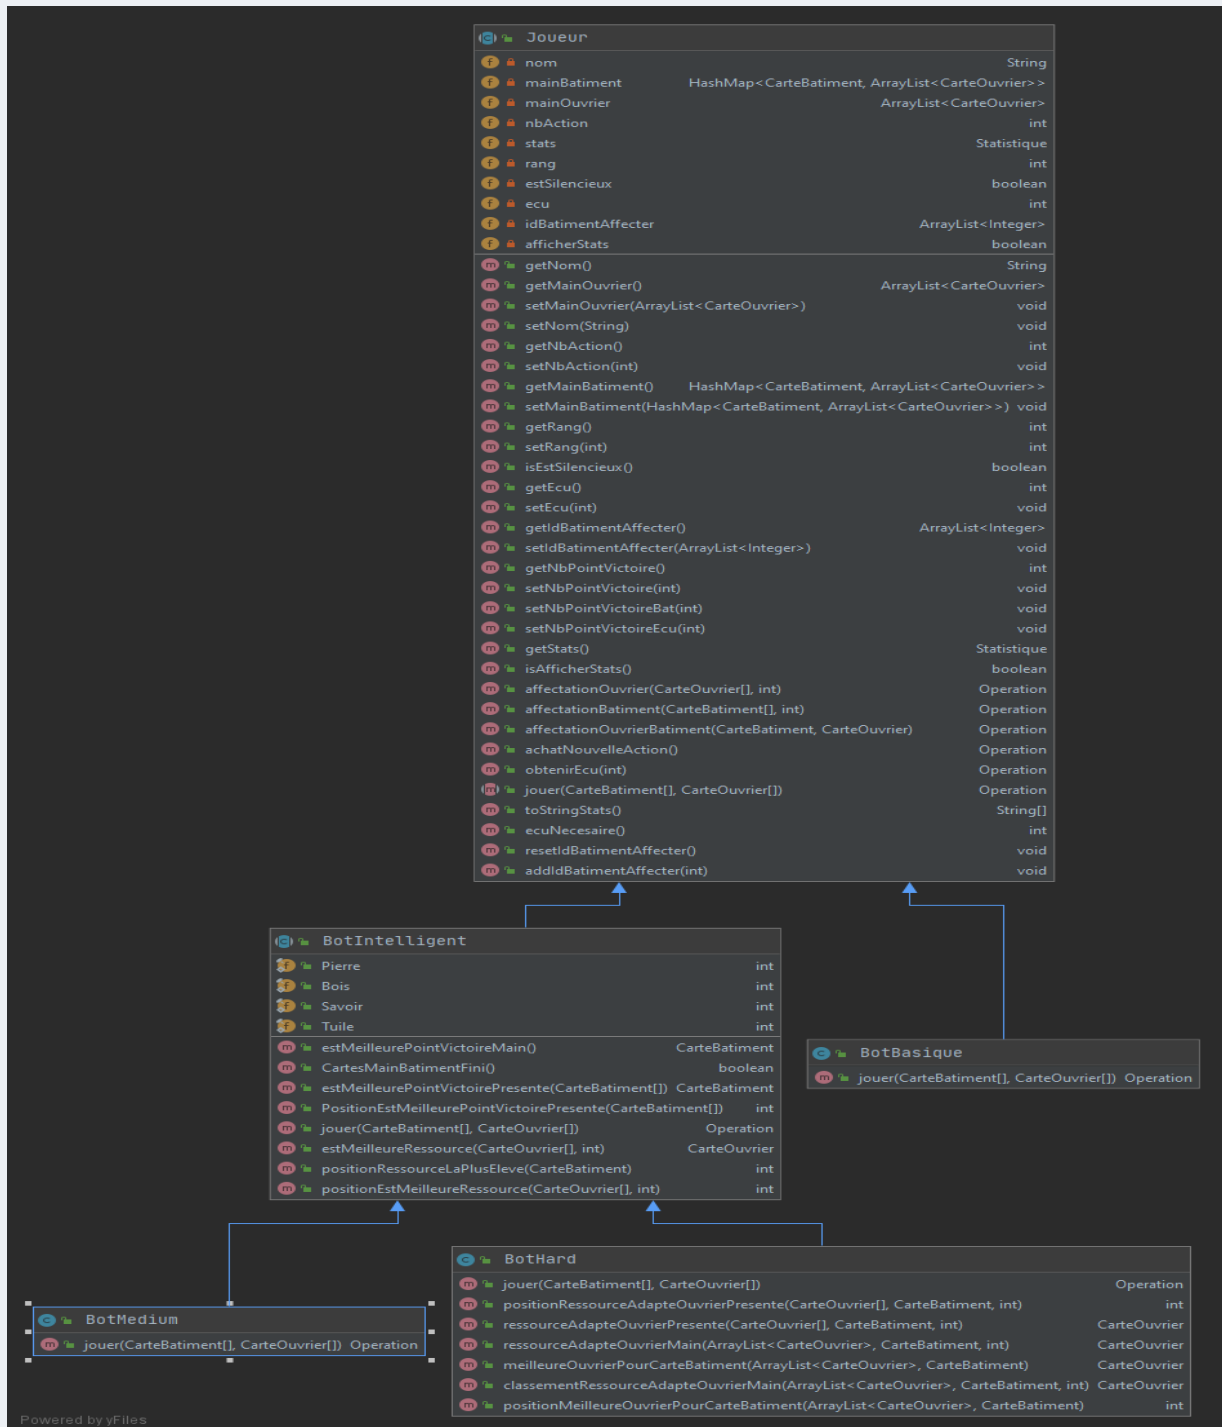 Joueur
nom String
mainBatiment HashMap<CarteBatiment, ArrayList<CarteOuvrier>>
mainOuvrier ArrayList<CarteOuvrier>
nbAction int
stats Statistique
rang int
estSilencieux boolean
ecu int
idBatimentAffecter ArrayList<Integer>
afficherStats boolean
getNom() String
getMainOuvrier() ArrayList<CarteOuvrier>
setMainOuvrier(ArrayList<CarteOuvrier>) void
setNom(String) void
getNbAction() int
setNbAction(int) void
getMainBatiment() HashMap<CarteBatiment, ArrayList<CarteOuvrier>>
setMainBatiment(HashMap<CarteBatiment, ArrayList<CarteOuvrier>>) void
getRang() int
setRang(int) int
isEstSilencieux() boolean
getEcu() int
setEcu(int) void
getIdBatimentAffecter() ArrayList<Integer>
setIdBatimentAffecter(ArrayList<Integer>) void
getNbPointVictoire() int
setNbPointVictoire(int) void
setNbPointVictoireBat(int) void
setNbPointVictoireEcu(int) void
getStats() Statistique
isAfficherStats() boolean
affectationOuvrier(CarteOuvrier[], int) Operation
affectationBatiment(CarteBatiment[], int) Operation
affectationOuvrierBatiment(CarteBatiment, CarteOuvrier) Operation
achatNouvelleAction() Operation
obtenirEcu(int) Operation
jouer(CarteBatiment[], CarteOuvrier[]) Operation
toStringStats() String[]
ecuNecesaire() int
resetIdBatimentAffecter() void
addIdBatimentAffecter(int) void
BotIntelligent
Pierre int
Bois int
Savoir int
Tuile int
estMeilleurePointVictoireMain() CarteBatiment
CartesMainBatimentFini() boolean
estMeilleurePointVictoirePresente(CarteBatiment[]) CarteBatiment
PositionEstMeilleurePointVictoirePresente(CarteBatiment[]) int
jouer(CarteBatiment[], CarteOuvrier[]) Operation
estMeilleureRessource(CarteOuvrier[], int) CarteOuvrier
positionRessourceLaPlusEleve(CarteBatiment) int
positionEstMeilleureRessource(CarteOuvrier[], int) int
BotBasique
jouer(CarteBatiment[], CarteOuvrier[]) Operation
BotMedium
jouer(CarteBatiment[], CarteOuvrier[]) Operation
BotHard
jouer(CarteBatiment[], CarteOuvrier[]) Operation
positionRessourceAdapteOuvrierPresente(CarteOuvrier[], CarteBatiment, int) int
ressourceAdapteOuvrierPresente(CarteOuvrier[], CarteBatiment, int) CarteOuvrier
ressourceAdapteOuvrierMain(ArrayList<CarteOuvrier>, CarteBatiment, int) CarteOuvrier
meilleureOuvrierPourCarteBatiment(ArrayList<CarteOuvrier>, CarteBatiment) CarteOuvrier
classementRessourceAdapteOuvrierMain(ArrayList<CarteOuvrier>, CarteBatiment, int) CarteOuvrier
positionMeilleureOuvrierPourCarteBatiment(ArrayList<CarteOuvrier>, CarteBatiment) int
Powered by yFiles